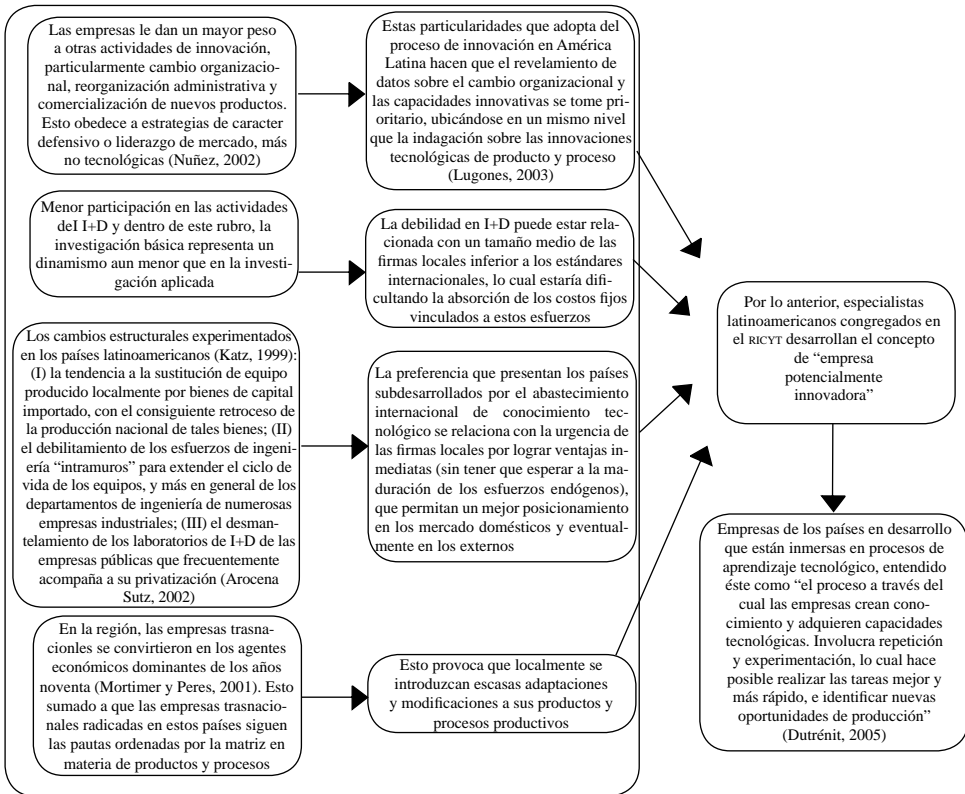 Las empresas le dan un mayor peso
a otras actividades de innovación,
particularmente cambio organizacio-
nal, reorganización administrativa y
comercialización de nuevos productos.
Esto obedece a estrategias de caracter
defensivo o liderazgo de mercado, más
no tecnológicas (Nuñez, 2002)
Estas particularidades que adopta del
proceso de innovación en América
Latina hacen que el revelamiento de
datos sobre el cambio organizacional y
las capacidades innovativas se tome pri-
oritario, ubicándose en un mismo nivel
que la indagación sobre las innovaciones
tecnológicas de producto y proceso
(Lugones, 2003)
Menor participación en las actividades
deI I+D y dentro de este rubro, la
investigación básica representa un
dinamismo aun menor que en la investi-
gación aplicada
La debilidad en I+D puede estar rela-
cionada con un tamaño medio de las
firmas locales inferior a los estándares
internacionales, lo cual estaría difi-
cultando la absorción de los costos fijos
vinculados a estos esfuerzos
Los cambios estructurales experimentados
en los países latinoamericanos (Katz, 1999):
(I) la tendencia a la sustitución de equipo
producido localmente por bienes de capital
importado, con el consiguiente retroceso de
la producción nacional de tales bienes; (II)
el debilitamiento de los esfuerzos de ingeni-
ería “intramuros” para extender el ciclo de
vida de los equipos, y más en general de los
departamentos de ingeniería de numerosas
empresas industriales; (III) el desman-
telamiento de los laboratorios de I+D de las
empresas públicas que frecuentemente
acompaña a su privatización (Arocena
Sutz, 2002)
La preferencia que presentan los países
subdesarrollados por el abastecimiento
internacional de conocimiento tec-
nológico se relaciona con la urgencia de
las firmas locales por lograr ventajas in-
mediatas (sin tener que esperar a la ma-
duración de los esfuerzos endógenos),
que permitan un mejor posicionamiento
en los mercado domésticos y eventual-
mente en los externos
En la región, las empresas trasna-
cionles se convirtieron en los agentes
económicos dominantes de los años
noventa (Mortimer y Peres, 2001). Esto
sumado a que las empresas trasnac-
ionales radicadas en estos países siguen
las pautas ordenadas por la matriz en
materia de productos y procesos
Esto provoca que localmente se
introduzcan escasas adaptaciones
y modificaciones a sus productos y
procesos productivos
Por lo anterior, especialistas
latinoamericanos congregados en
el RICYT desarrollan el concepto
de “empresa
potencialmente
innovadora”
Empresas de los países en desarrollo
que están inmersas en procesos de
aprendizaje tecnológico, entendido
éste como “el proceso a través del
cual las empresas crean cono-
cimiento y adquieren capacidades
tecnológicas. Involucra repetición
y experimentación, lo cual hace
posible realizar las tareas mejor y
más rápido, e identificar nuevas
oportunidades de producción”
(Dutrénit, 2005)